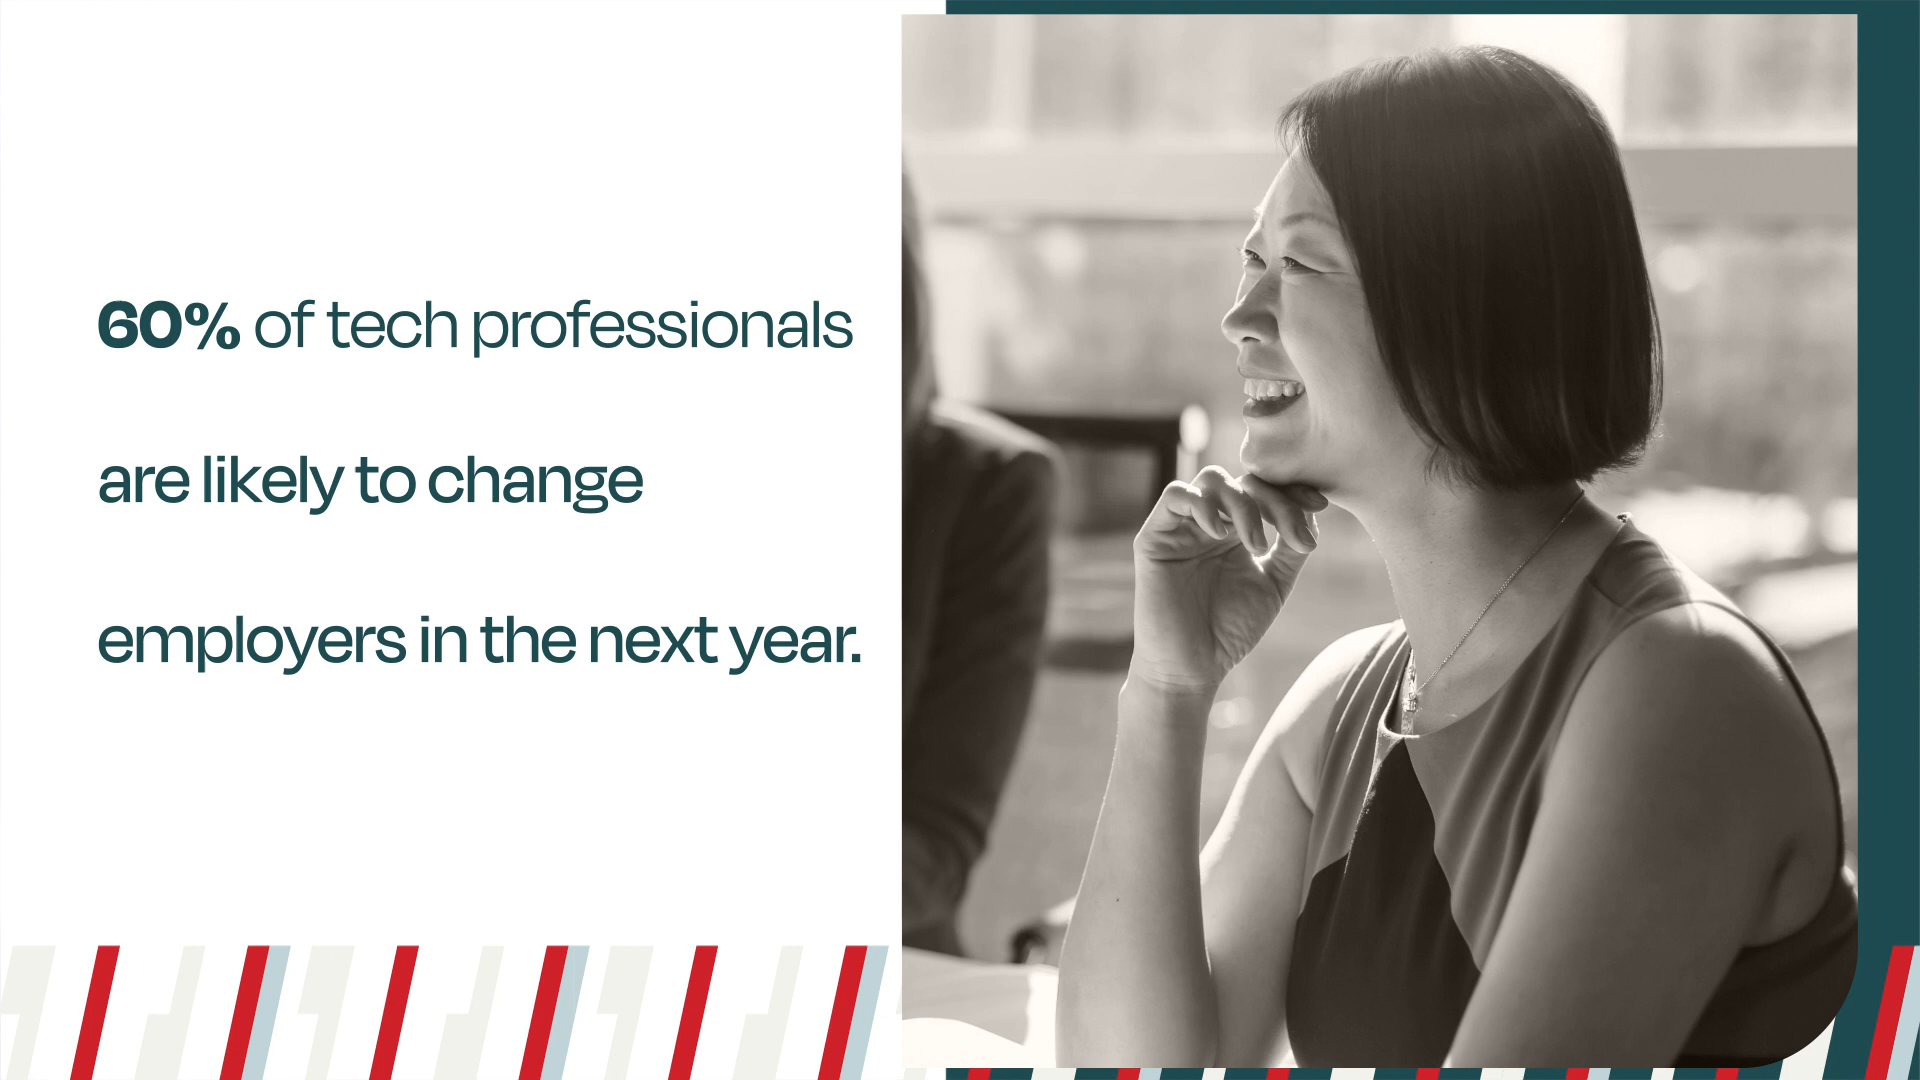 60% of tech professionals
are likely to change
employers in the next year.